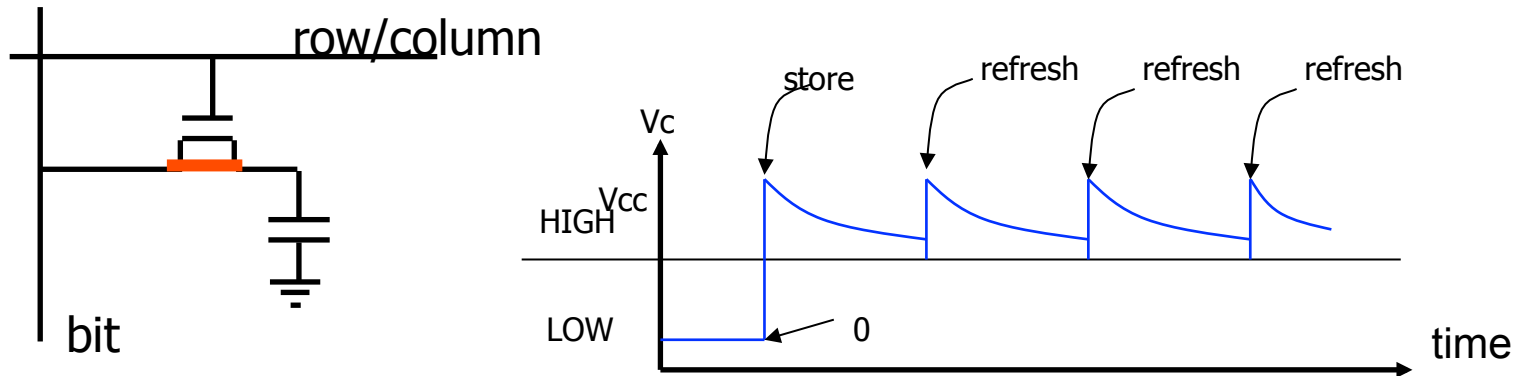 row/column
bit
store
refresh
refresh
refresh
Vc
Vcc
HIGH
LOW
0
time